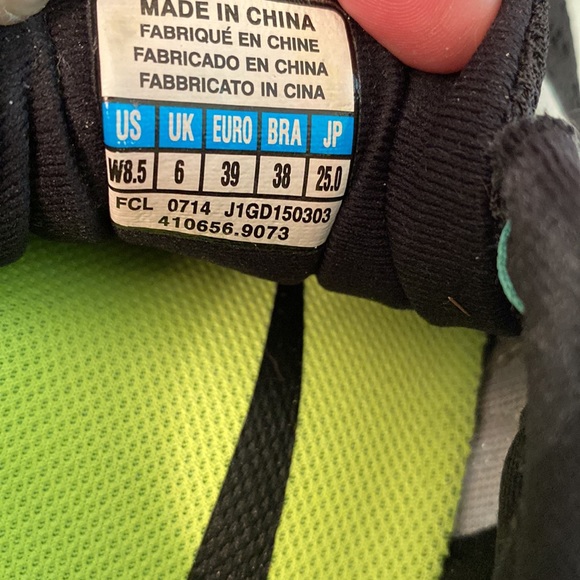 MADE IN CHINA
FABRIQUÉ EN CHINE
FABRICADO EN CHINA
FABBRICATO IN CINA
US UK EURO BRA JP
W8.5 6 39 38 25.0
FCL 0714 J1GD150303
410656.9073